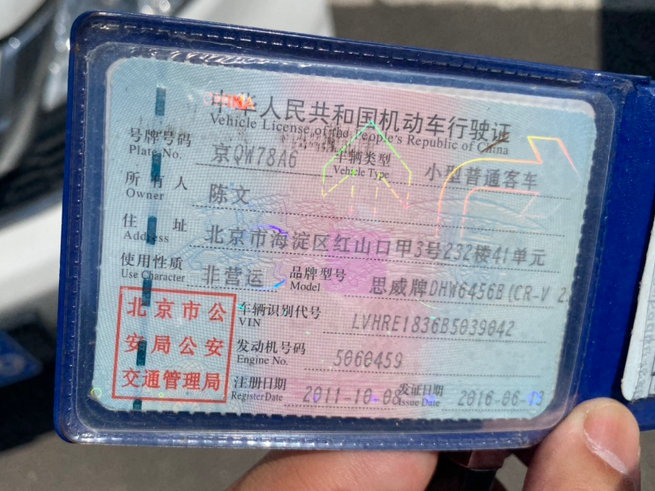 中华人民共和国机动车行驶证
Vehicle License of the People's Republic of China
号牌号码 京QW78A6 车辆类型 小型普通客车
Plate No. Vehicle Type
所有人 陈文
Owner
住址 北京市海淀区红山口甲3号232楼41单元
Address
使用性质 非营运 品牌型号 思威牌DHW6456B(CR-V 2
Use Character Model
北京市公 车辆识别代号 LVHRE1836B5039042
VIN
安局公安 发动机号码 5060459
Engine No.
交通管理局 注册日期 2011-10-08 发证日期 2016-06-
Register Date Issue Date